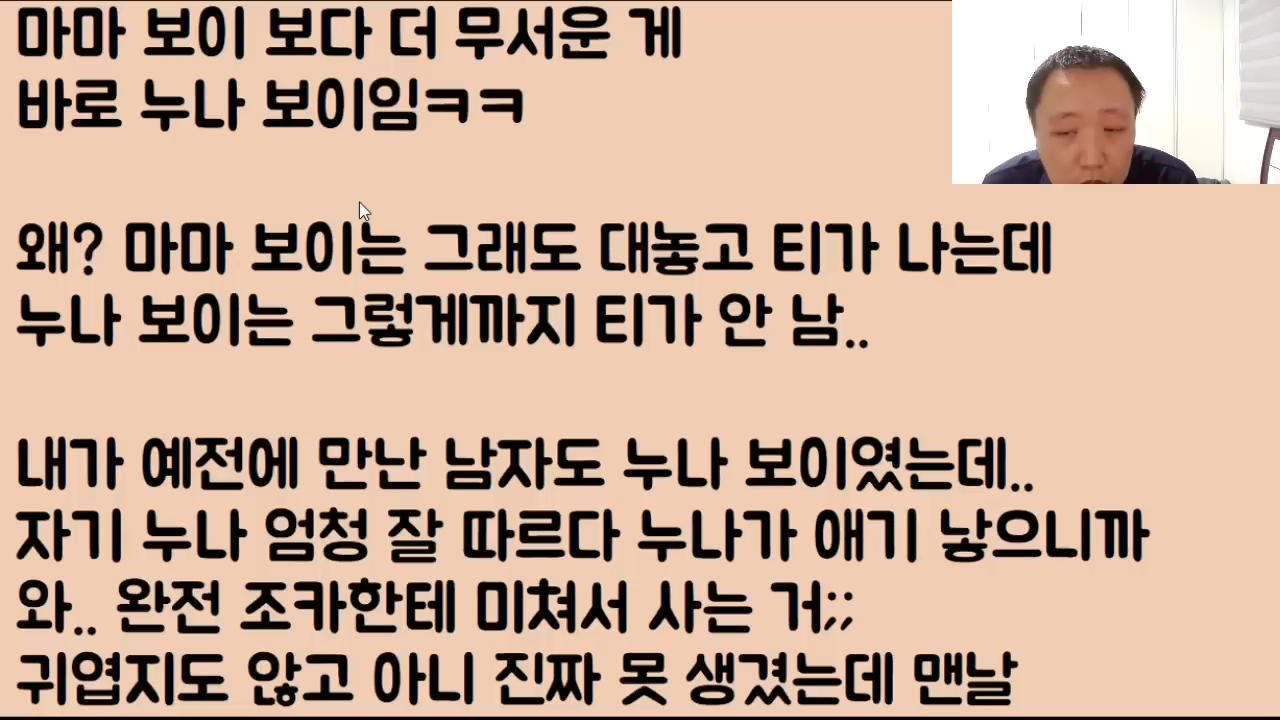 마마 보이 보다 더 무서운 게
바로 누나 보이임ㅋㅋ
왜? 마마 보이는 그래도 대놓고 티가 나는데
누나 보이는 그렇게까지 티가 안 남..
내가 예전에 만난 남자도 누나 보이였는데..
자기 누나 엄청 잘 따르다 누나가 애기 낳으니까
와.. 완전 조카한테 미쳐서 사는 거;;
귀엽지도 않고 아니 진짜 못 생겼는데 맨날